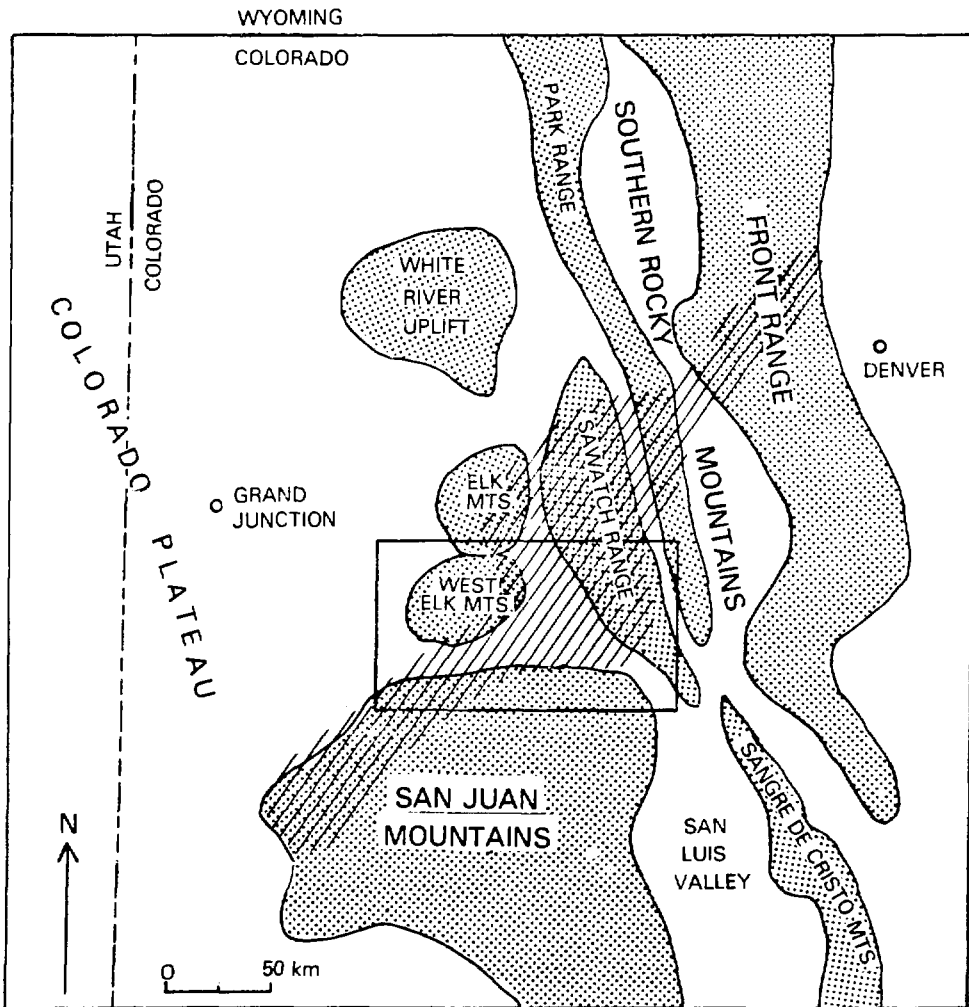 WYOMING
COLORADO
UTAH
COLORADO
PARK RANGE
SOUTHERN ROCKY
MOUNTAINS
FRONT RANGE
WHITE
RIVER
UPLIFT
DENVER
COLORADO PLATEAU
GRAND
JUNCTION
ELK
MTS
SAWATCH RANGE
WEST
ELK MTS
SAN JUAN
MOUNTAINS
SAN
LUIS
VALLEY
SANGRE DE CRISTO MTS
N
0 50 km